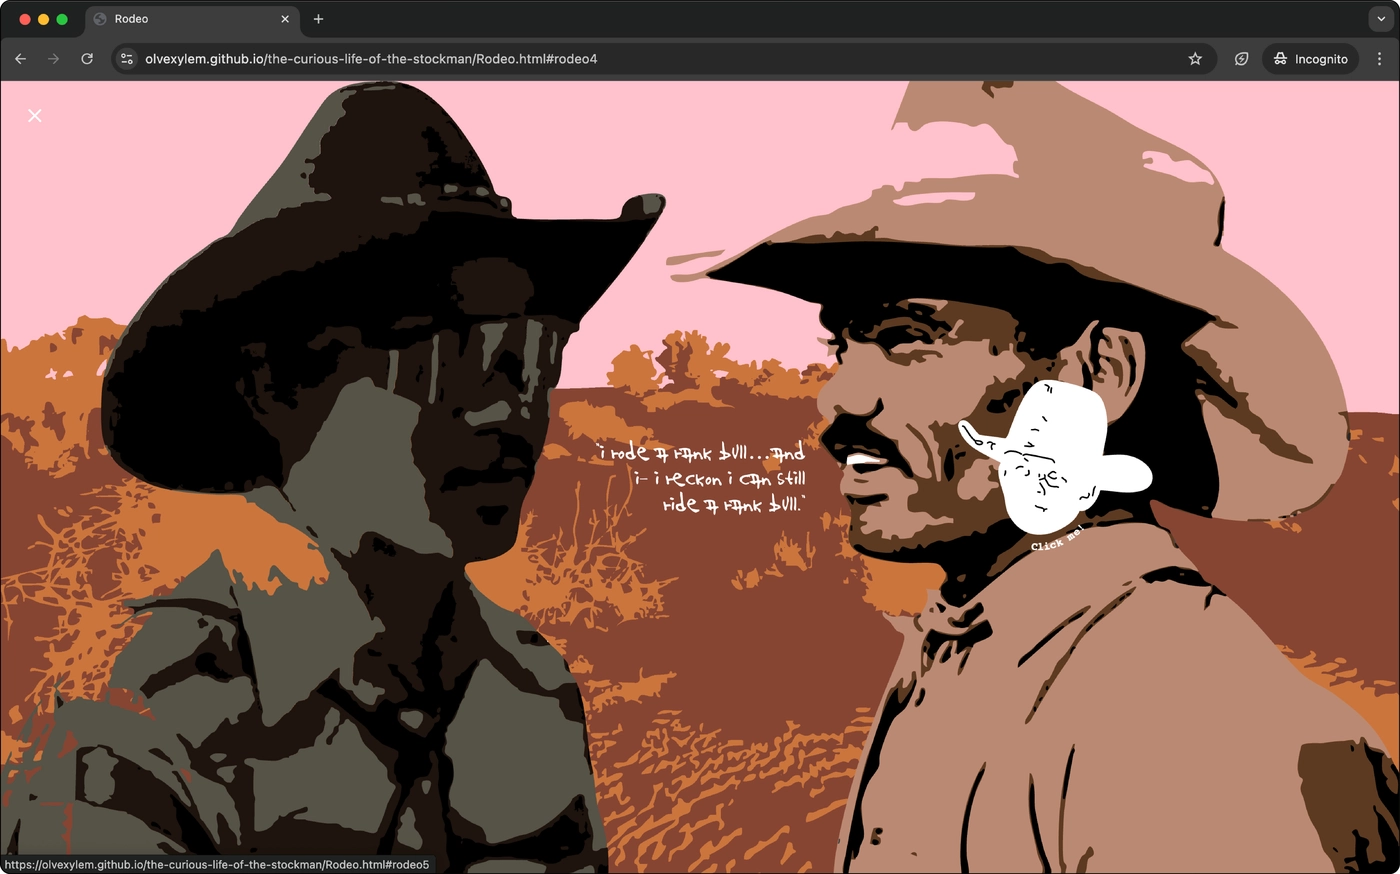 Rodeo
olvexylem.github.io/the-curious-life-of-the-stockman/Rodeo.html#rodeo4
Incognito
"i rode a rank bull...and
i- i reckon i can still
ride a rank bull."
Click me!
https://olvexylem.github.io/the-curious-life-of-the-stockman/Rodeo.html#rodeo5